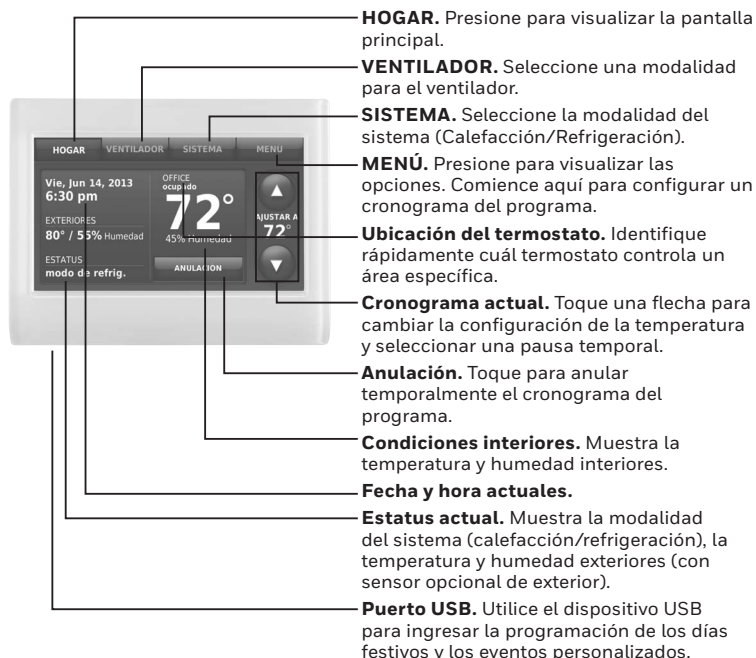 HOGAR. Presione para visualizar la pantalla
principal.
VENTILADOR. Seleccione una modalidad
para el ventilador.
SISTEMA. Seleccione la modalidad del
sistema (Calefacción/Refrigeración).
MENÚ. Presione para visualizar las
opciones. Comience aquí para configurar un
cronograma del programa.
Ubicación del termostato. Identifique
rápidamente cuál termostato controla un
área específica.
Cronograma actual. Toque una flecha para
cambiar la configuración de la temperatura
y seleccionar una pausa temporal.
Anulación. Toque para anular
temporalmente el cronograma del
programa.
Condiciones interiores. Muestra la
temperatura y humedad interiores.
Fecha y hora actuales.
Estatus actual. Muestra la modalidad
del sistema (calefacción/refrigeración), la
temperatura y humedad exteriores (con
sensor opcional de exterior).
Puerto USB. Utilice el dispositivo USB
para ingresar la programación de los días
festivos y los eventos personalizados.
HOGAR VENTILADOR SISTEMA MENU
Vie, Jun 14, 2013
6:30 pm
EXTERIORES
80° / 55% Humedad
ESTATUS
modo de refrig.
OFFICE
ocupado
72°
45% Humedad
ANULACION
AJUSTAR A
72°